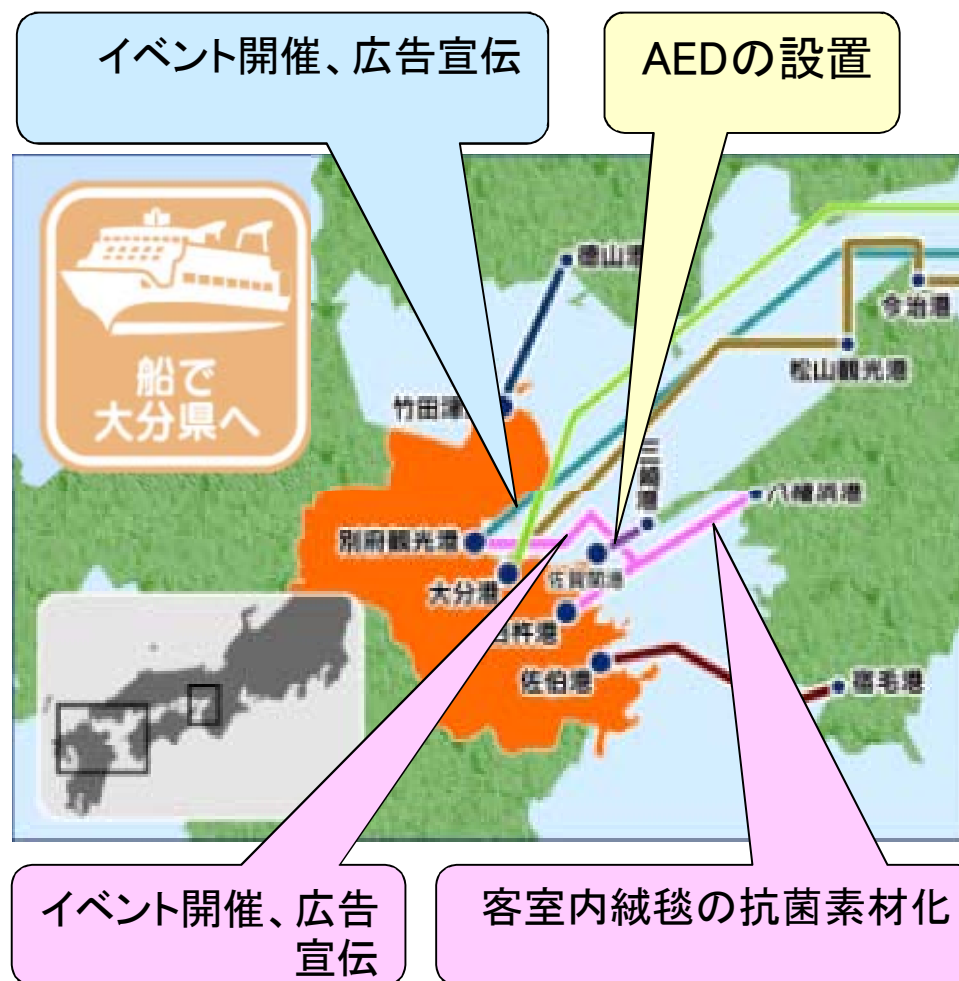 イベント開催、広告宣伝
AEDの設置
船で
大分県へ
徳山港
今治港
松山観光港
竹田津
三崎港
八幡浜港
別府観光港
大分港
佐賀関港
臼杵港
佐伯港
宿毛港
イベント開催、広告
宣伝
客室内絨毯の抗菌素材化